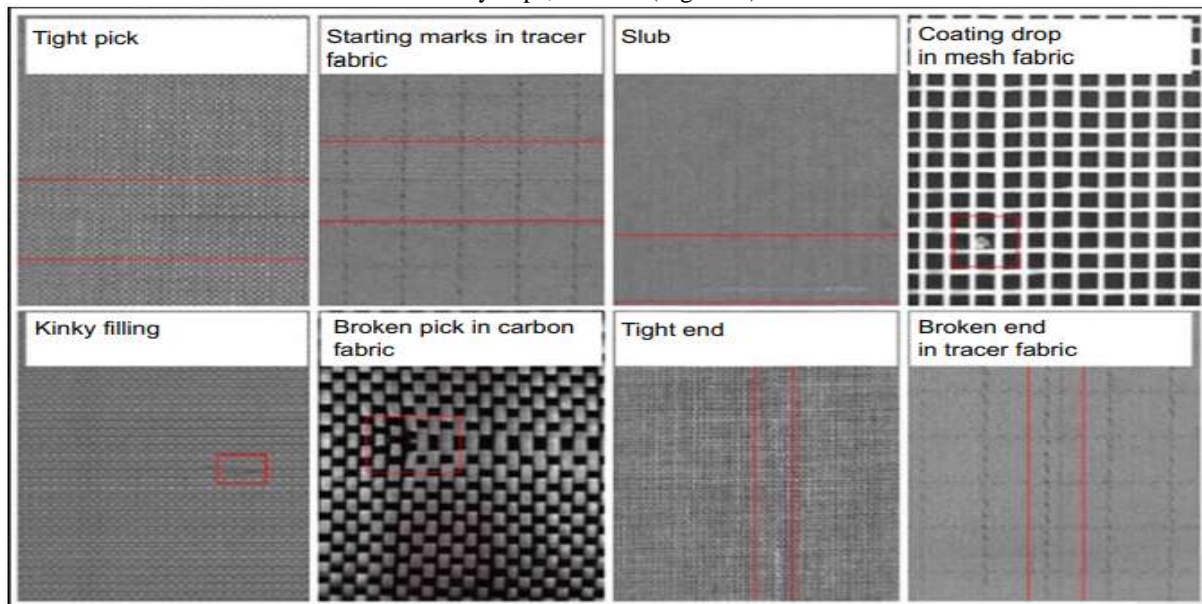 Tight pick
Starting marks in tracer
fabric
Slub
Coating drop
in mesh fabric
Kinky filling
Broken pick in carbon
fabric
Tight end
Broken end
in tracer fabric